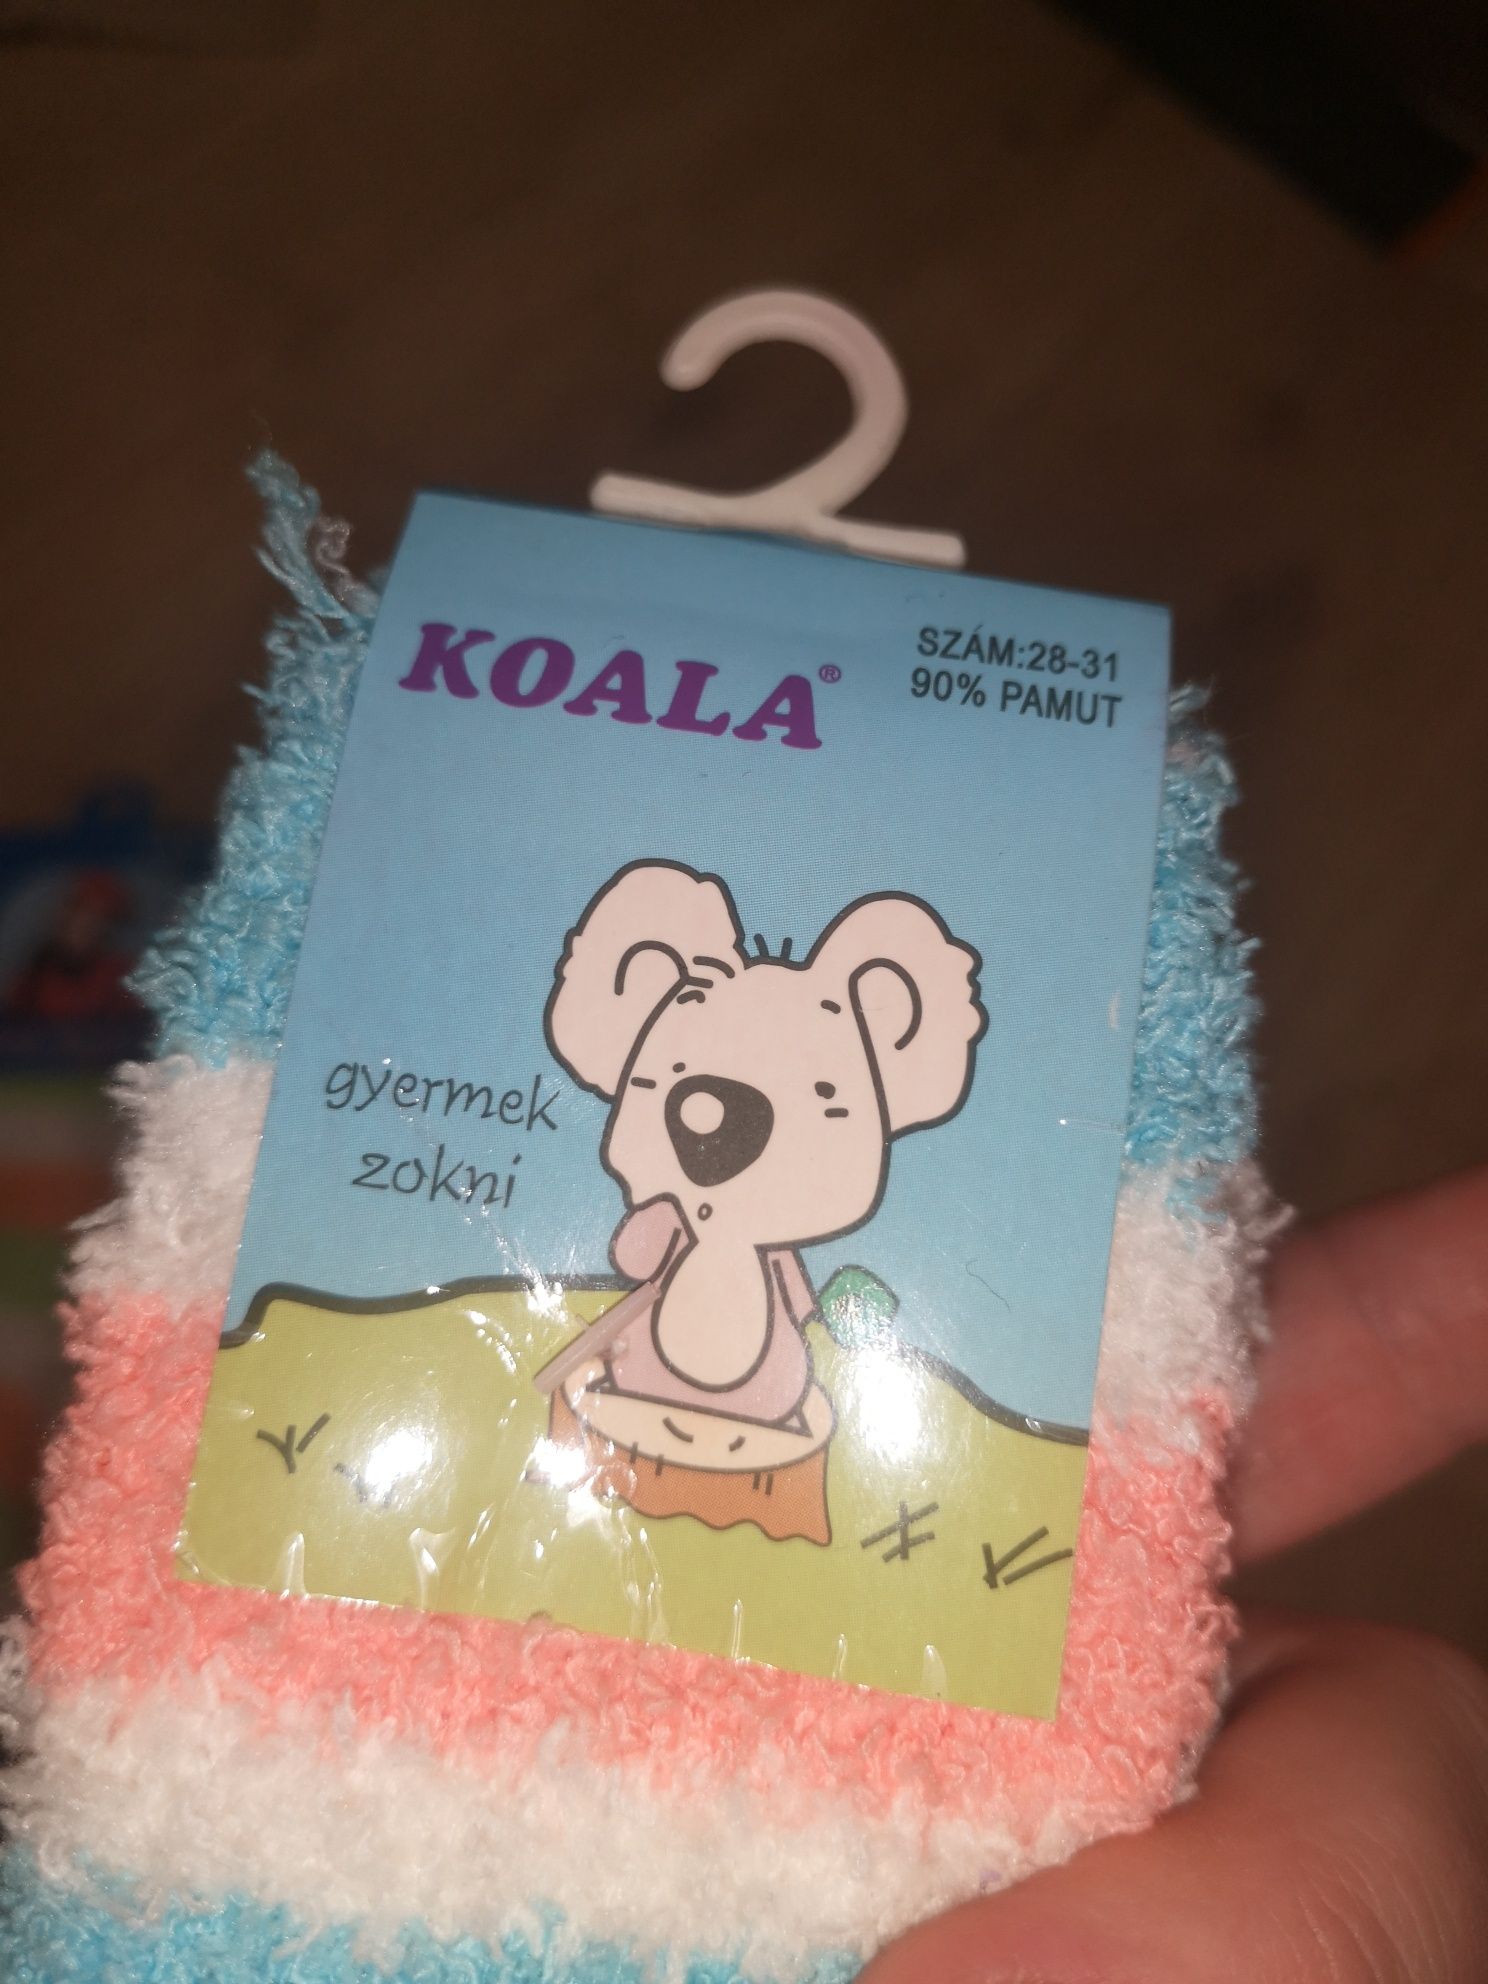 KOALA®
SZÁM:28-31
90% PAMUT
gyermek
zokni